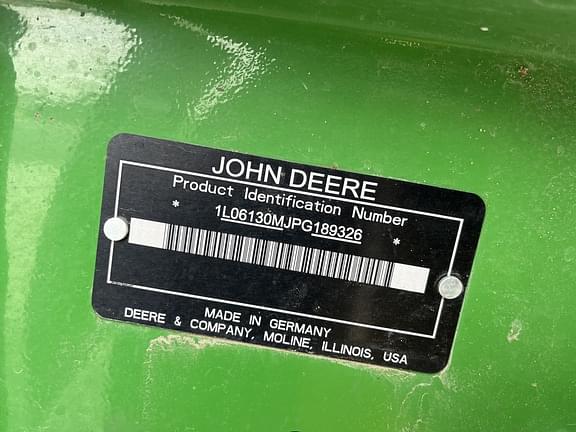 JOHN DEERE
Product Identification Number
* 1L06130MJPG189326 *
MADE IN GERMANY
DEERE & COMPANY, MOLINE, ILLINOIS, USA